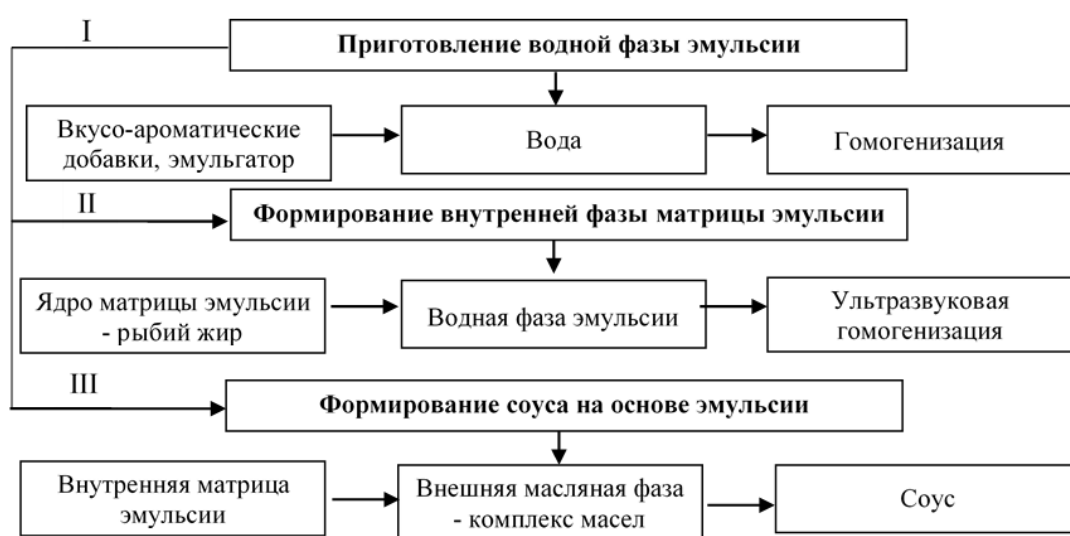 I
Приготовление водной фазы эмульсии
Вкусо-ароматические
добавки, эмульгатор
Вода
Гомогенизация
II
Формирование внутренней фазы матрицы эмульсии
Ядро матрицы эмульсии
- рыбий жир
Водная фаза эмульсии
Ультразвуковая
гомогенизация
III
Формирование соуса на основе эмульсии
Внутренняя матрица
эмульсии
Внешняя масляная фаза
- комплекс масел
Соус